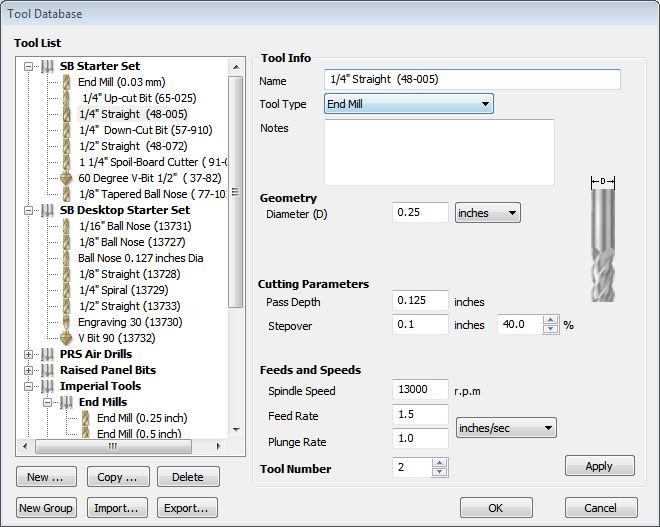 Tool Database
Tool List
SB Starter Set
End Mill (0.03 mm)
1/4" Up-cut Bit (65-025)
1/4" Straight (48-005)
1/4" Down-Cut Bit (57-910)
1/2" Straight (48-072)
1 1/4" Spoil-Board Cutter ( 91-0
60 Degree V-Bit 1/2" ( 37-82)
1/8" Tapered Ball Nose ( 77-10
SB Desktop Starter Set
1/16" Ball Nose (13731)
1/8" Ball Nose (13727)
Ball Nose 0.127 inches Dia
1/8" Straight (13728)
1/4" Spiral (13729)
1/2" Straight (13733)
Engraving 30 (13730)
V Bit 90 (13732)
PRS Air Drills
Raised Panel Bits
Imperial Tools
End Mills
End Mill (0.25 inch)
End Mill (0.5 inch)
New ... Copy ... Delete
New Group Import... Export...
Tool Info
Name 1/4" Straight (48-005)
Tool Type End Mill
Notes
Geometry
Diameter (D) 0.25 inches
D
Cutting Parameters
Pass Depth 0.125 inches
Stepover 0.1 inches 40.0 %
Feeds and Speeds
Spindle Speed 13000 r.p.m
Feed Rate 1.5
inches/sec
Plunge Rate 1.0
Tool Number 2
Apply
OK Cancel